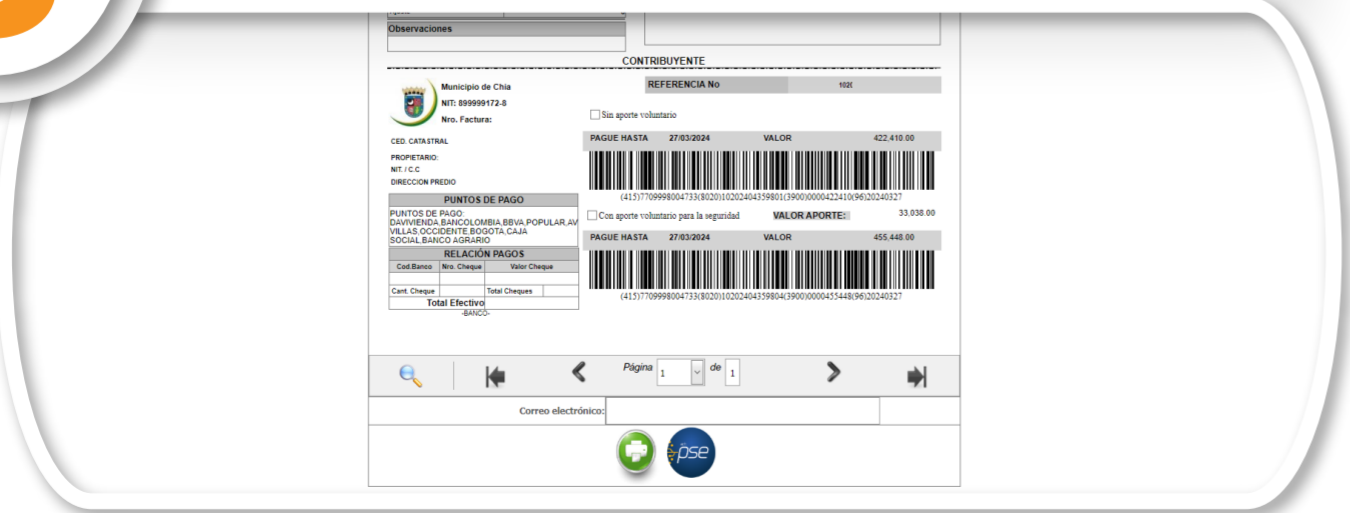 Observaciones
CONTRIBUYENTE
Municipio de Chía
NIT: 899999172-8
Nro. Factura:
REFERENCIA No 1020
Sin aporte voluntario
CED. CATASTRAL
PROPIETARIO:
NIT. / C.C
DIRECCION PREDIO
PAGUE HASTA 27/03/2024 VALOR 422,410.00
(415)7709998004733(8020)10202404359801(3900)0000422410(96)20240327
PUNTOS DE PAGO
PUNTOS DE PAGO:
DAVIVIENDA,BANCOLOMBIA,BBVA,POPULAR,AV
VILLAS,OCCIDENTE,BOGOTA,CAJA
SOCIAL,BANCO AGRARIO
Con aporte voluntario para la seguridad VALOR APORTE: 33,038.00
PAGUE HASTA 27/03/2024 VALOR 455,448.00
(415)7709998004733(8020)10202404359804(3900)0000455448(96)20240327
RELACIÓN PAGOS
Cod.Banco Nro. Cheque Valor Cheque
Cant. Cheque Total Cheques
Total Efectivo
-BANCO-
Página 1 de 1
Correo electrónico:
pse